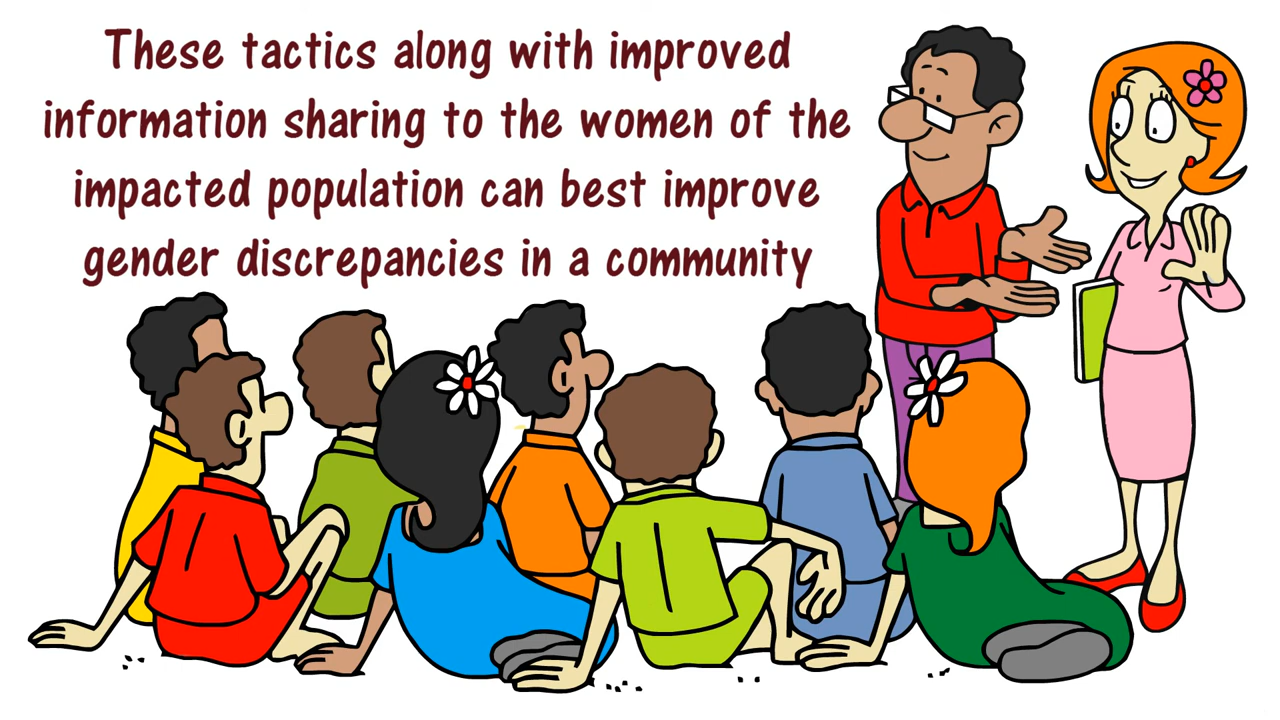 These tactics along with improved
information sharing to the women of the
impacted population can best improve
gender discrepancies in a community